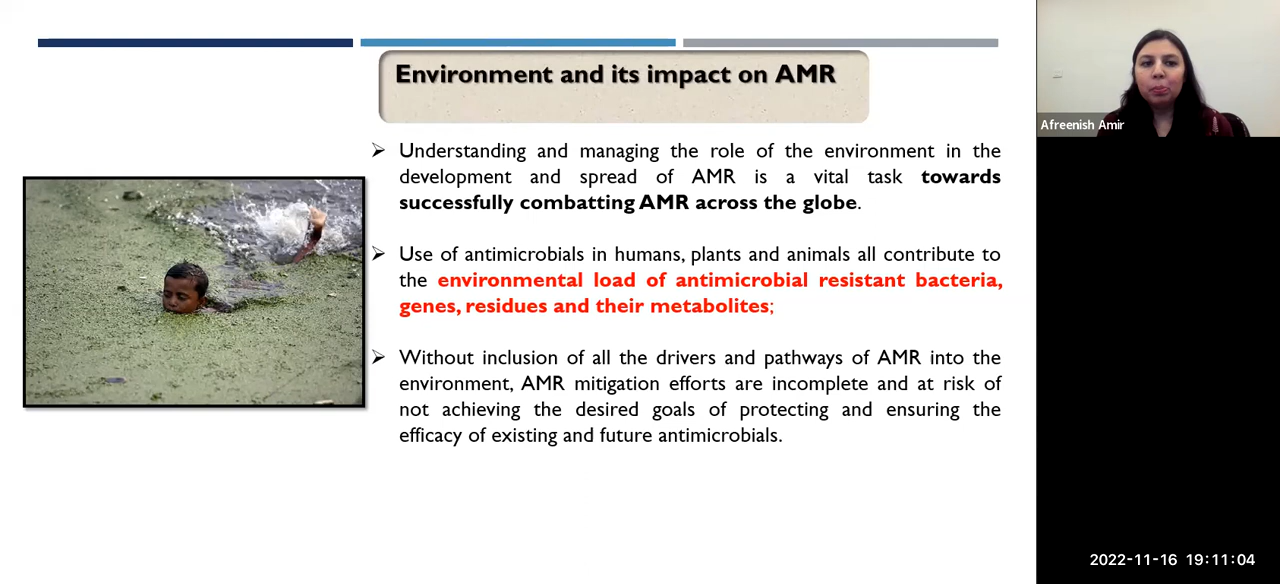 Environment and its impact on AMR
Understanding and managing the role of the environment in the
development and spread of AMR is a vital task towards
successfully combatting AMR across the globe.
Use of antimicrobials in humans, plants and animals all contribute to
the environmental load of antimicrobial resistant bacteria,
genes, residues and their metabolites;
Without inclusion of all the drivers and pathways of AMR into the
environment, AMR mitigation efforts are incomplete and at risk of
not achieving the desired goals of protecting and ensuring the
efficacy of existing and future antimicrobials.
Afreenish Amir
2022-11-16 19:11:04